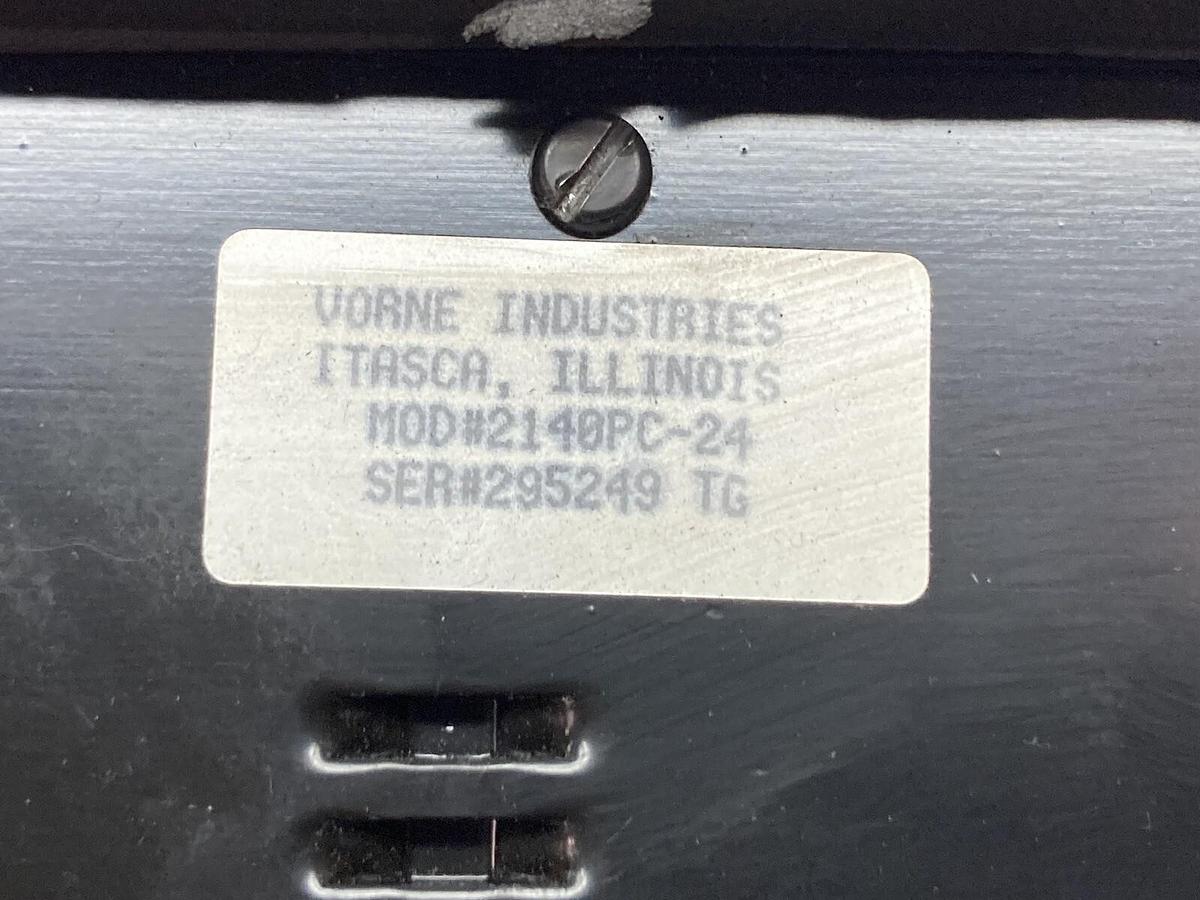 VORNE INDUSTRIES
ITASCA, ILLINOIS
MOD#2140PC-24
SER#295249 TG